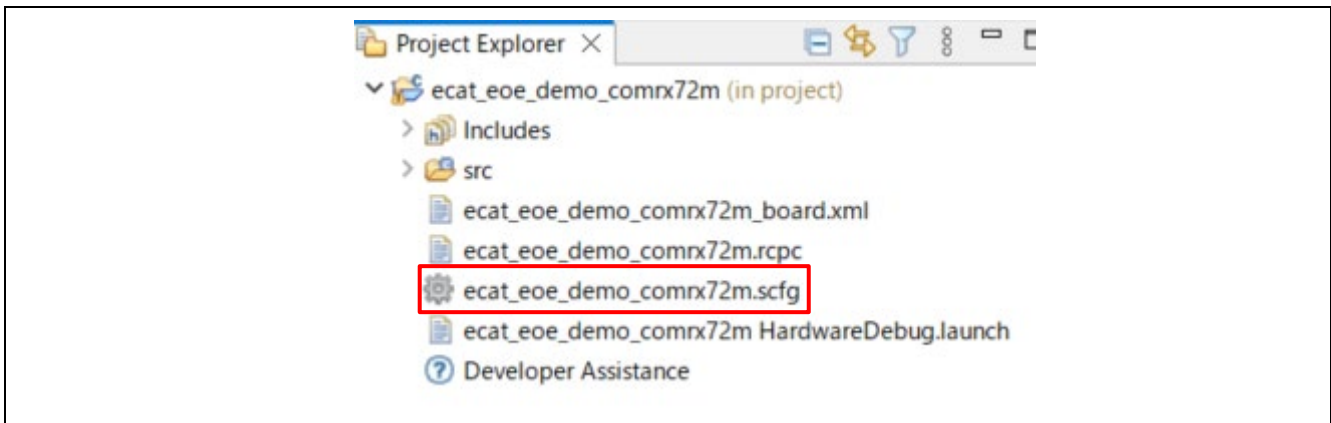 Project Explorer
ecat_eoe_demo_comrx72m (in project)
Includes
src
ecat_eoe_demo_comrx72m_board.xml
ecat_eoe_demo_comrx72m.rcpc
ecat_eoe_demo_comrx72m.scfg
ecat_eoe_demo_comrx72m HardwareDebug.launch
Developer Assistance